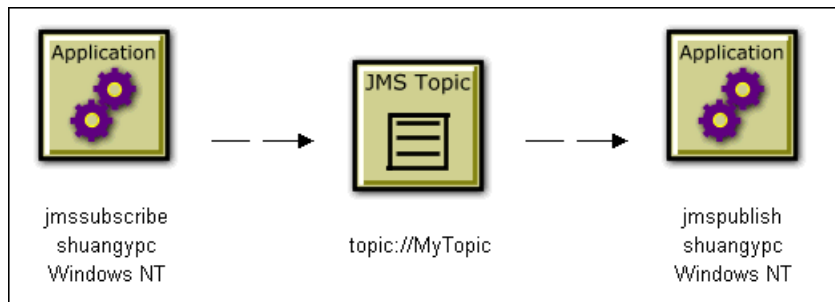 Application
jmssubscribe
shuangypc
Windows NT
JMS Topic
topic://MyTopic
Application
jmspublish
shuangypc
Windows NT